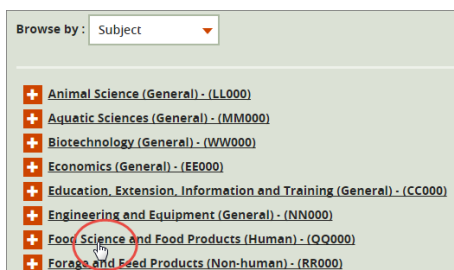 Browse by : Subject
Animal Science (General) - (LL000)
Aquatic Sciences (General) - (MM000)
Biotechnology (General) - (WW000)
Economics (General) - (EE000)
Education, Extension, Information and Training (General) - (CC000)
Engineering and Equipment (General) - (NN000)
Food Science and Food Products (Human) - (QQ000)
Forage and Feed Products (Non-human) - (RR000)